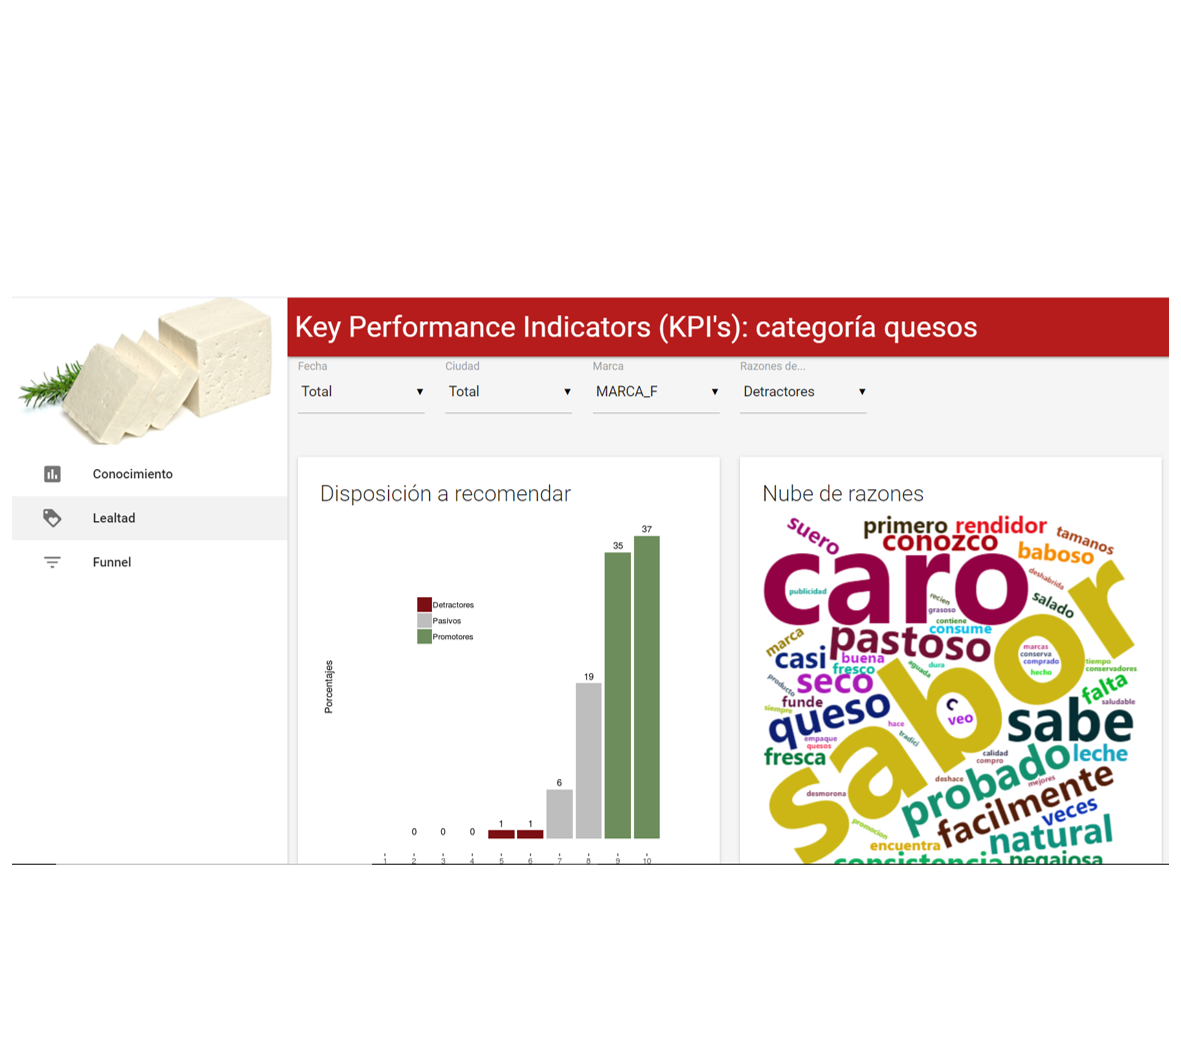 Key Performance Indicators (KPI's): categoría quesos
Fecha
Total
Ciudad
Total
Marca
MARCA_F
Razones de...
Detractores
Conocimiento
Lealtad
Funnel
Disposición a recomendar
Detractores
Pasivos
Promotores
Porcentajes
0 0 0 1 1 6 19 35 37
1 2 3 4 5 6 7 8 9 10
Nube de razones
suero
primero
rendidor
tamanos
conozco
baboso
caro
deshabrida
publicidad
recien
grasoso
salado
contiene
consume
marca
pastoso
sabor
casi
buena
fresco
aguada
dura
marcas
conserva
comprado
hecho
tiempo
conservadores
producto
seco
funde
siempre
falta
saludable
queso
hace
veo
sabe
tradici
empaque
quesos
fresca
calidad
compro
probado
leche
deshace
mejores
desmorona
facilmente
veces
promocion
encuentra
natural
consistencia
pegajosa